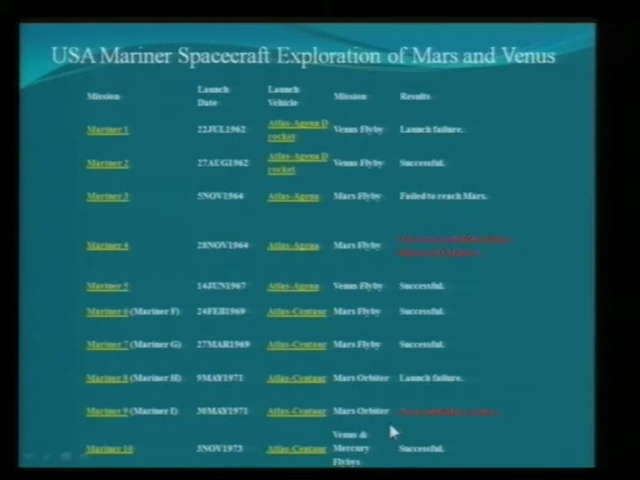 USA Mariner Spacecraft Exploration of Mars and Venus
Mission Launch Date Launch Vehicle Mission Results
Mariner 1 22JUL1962 Atlas-Agena D rocket Venus Flyby Launch failure.
Mariner 2 27AUG1962 Atlas-Agena D rocket Venus Flyby Successful.
Mariner 3 5NOV1964 Atlas-Agena Mars Flyby Failed to reach Mars.
Mariner 4 28NOV1964 Atlas-Agena Mars Flyby
Mariner 5 14JUN1967 Atlas-Agena Venus Flyby Successful.
Mariner 6 (Mariner F) 24FEB1969 Atlas-Centaur Mars Flyby Successful.
Mariner 7 (Mariner G) 27MAR1969 Atlas-Centaur Mars Flyby Successful.
Mariner 8 (Mariner H) 9MAY1971 Atlas-Centaur Mars Orbiter Launch failure.
Mariner 9 (Mariner I) 30MAY1971 Atlas-Centaur Mars Orbiter
Mariner 10 3NOV1973 Atlas-Centaur Venus & Mercury Flybys Successful.